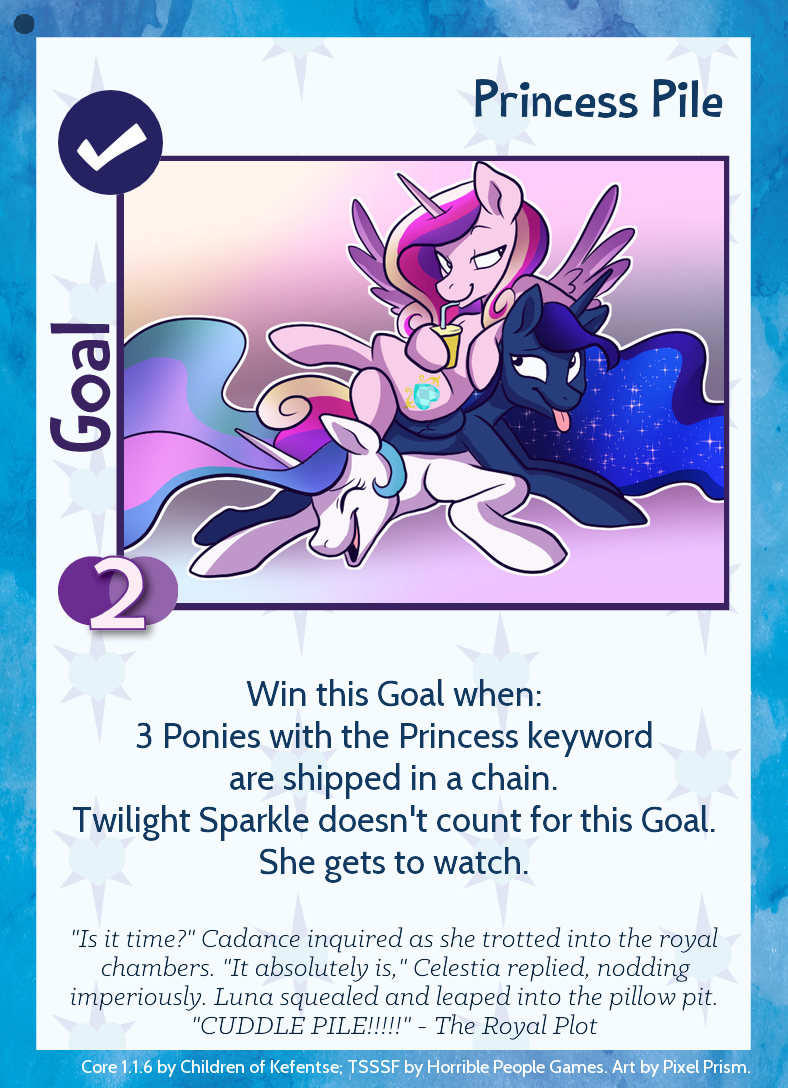 Princess Pile
Goal
2
Win this Goal when:
3 Ponies with the Princess keyword
are shipped in a chain.
Twilight Sparkle doesn't count for this Goal.
She gets to watch.
"Is it time?" Cadance inquired as she trotted into the royal
chambers. "It absolutely is," Celestia replied, nodding
imperiously. Luna squealed and leaped into the pillow pit.
"CUDDLE PILE!!!!!" - The Royal Plot
Core 1.1.6 by Children of Kefentse; TSSSF by Horrible People Games. Art by Pixel Prism.